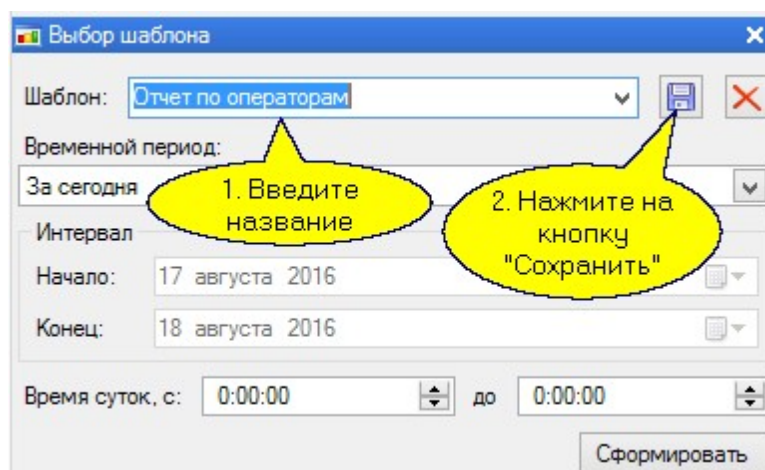 Выбор шаблона
Шаблон: Отчет по операторам
Временной период:
За сегодня
1. Введите
название
2. Нажмите на
кнопку
"Сохранить"
Интервал
Начало: 17 августа 2016
Конец: 18 августа 2016
Время суток, с: 0:00:00 до 0:00:00
Сформировать